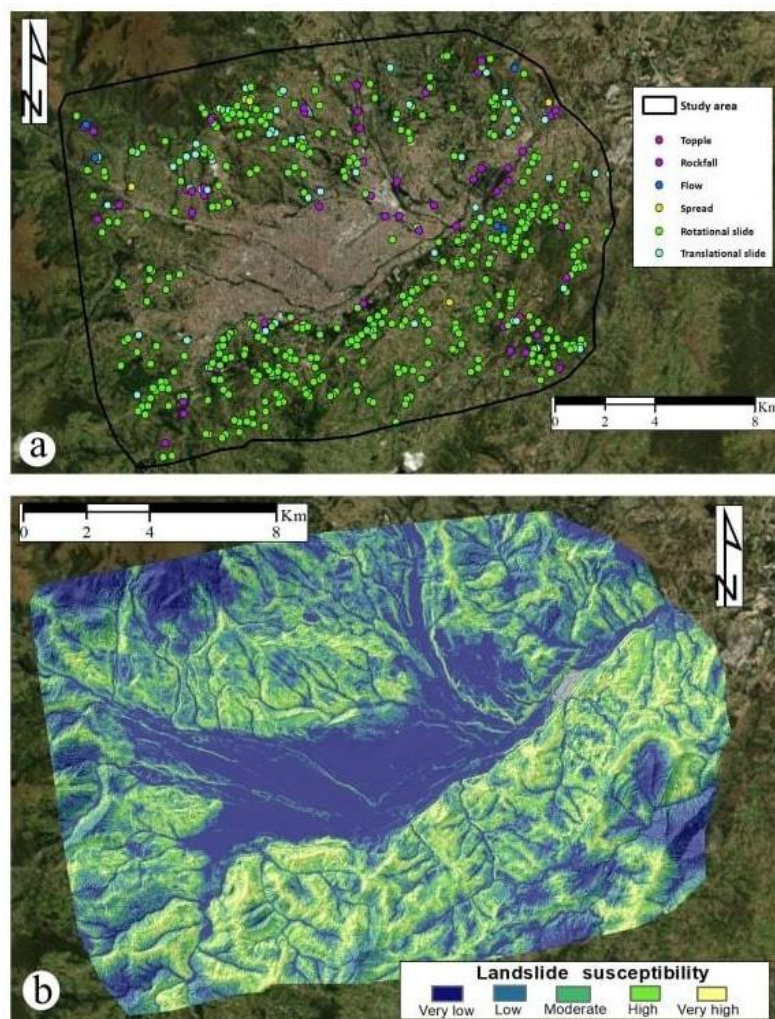 N
Study area
Topple
Rockfall
Flow
Spread
Rotational slide
Translational slide
0 2 4 8 Km
a
0 2 4 8 Km
N
Landslide susceptibility
Very low Low Moderate High Very high
b